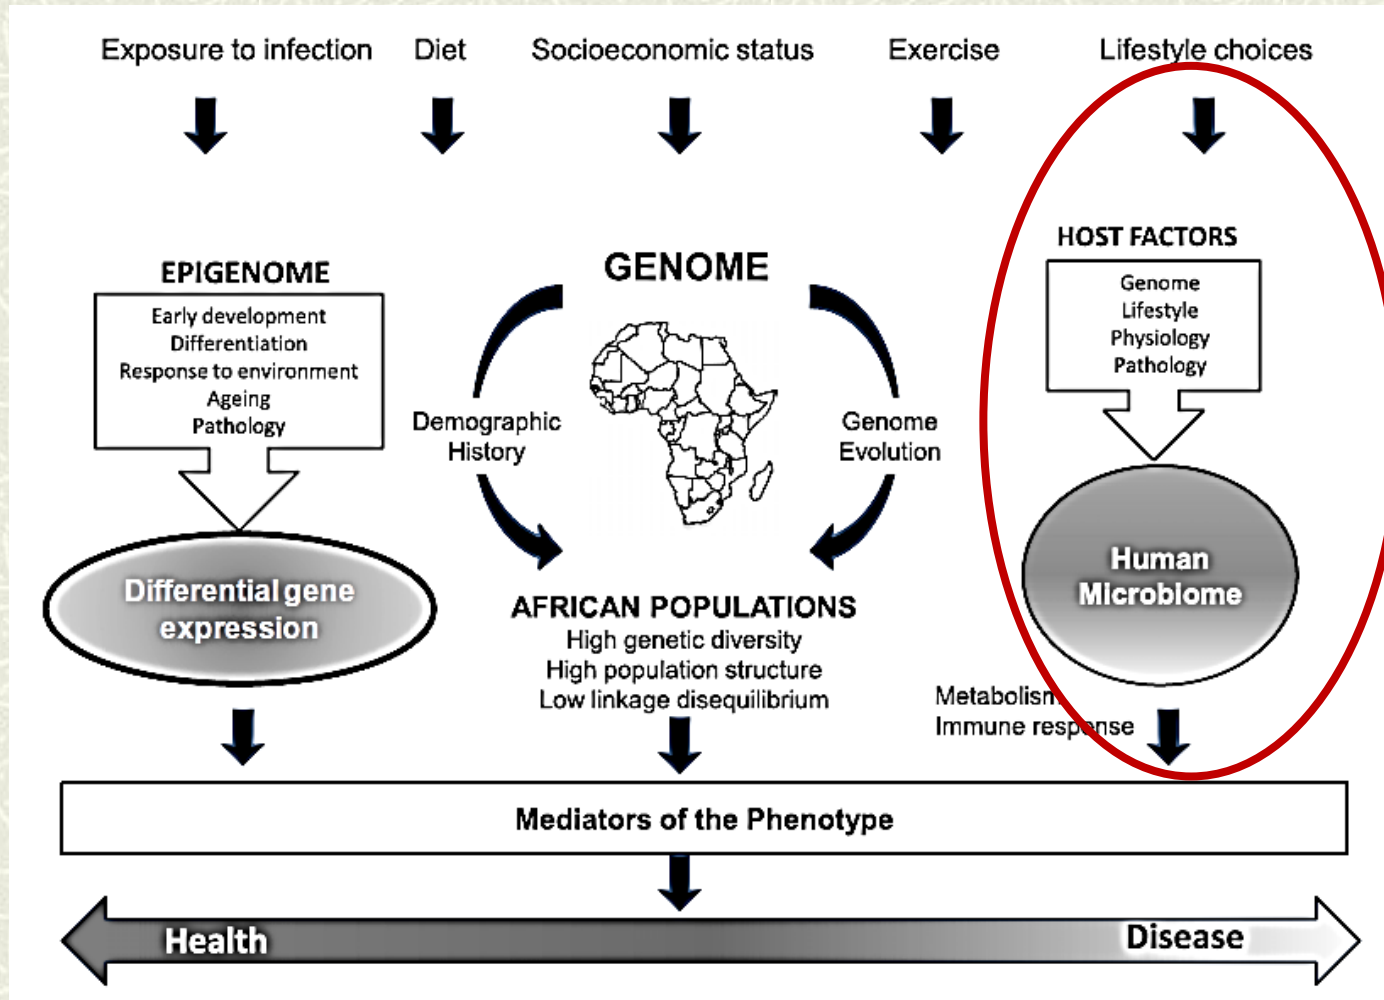 Exposure to infection
Diet
Socioeconomic status
Exercise
Lifestyle choices
EPIGENOME
Early development
Differentiation
Response to environment
Ageing
Pathology
Differential gene
expression
GENOME
Demographic
History
Genome
Evolution
AFRICAN POPULATIONS
High genetic diversity
High population structure
Low linkage disequilibrium
HOST FACTORS
Genome
Lifestyle
Physiology
Pathology
Human
Microbiome
Metabolism
Immune response
Mediators of the Phenotype
Health
Disease